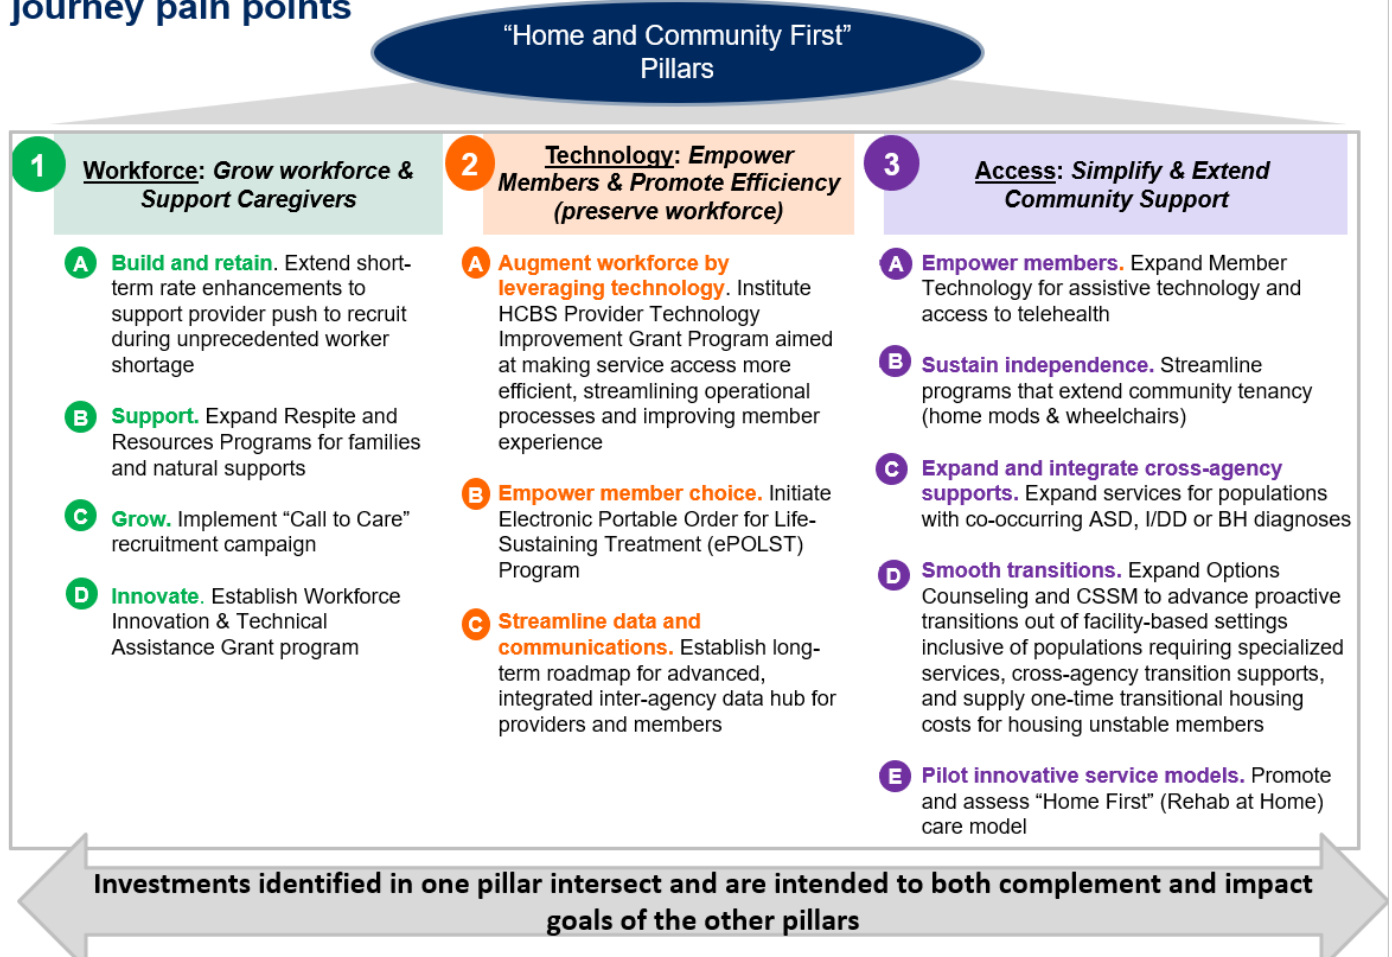 journey pain points
“Home and Community First”
Pillars
1
Workforce: Grow workforce &
Support Caregivers
A
Build and retain. Extend short-
term rate enhancements to
support provider push to recruit
during unprecedented worker
shortage
B
Support. Expand Respite and
Resources Programs for families
and natural supports
C
Grow. Implement “Call to Care”
recruitment campaign
D
Innovate. Establish Workforce
Innovation & Technical
Assistance Grant program
2
Technology: Empower
Members & Promote Efficiency
(preserve workforce)
A
Augment workforce by
leveraging technology. Institute
HCBS Provider Technology
Improvement Grant Program aimed
at making service access more
efficient, streamlining operational
processes and improving member
experience
B
Empower member choice. Initiate
Electronic Portable Order for Life-
Sustaining Treatment (ePOLST)
Program
C
Streamline data and
communications. Establish long-
term roadmap for advanced,
integrated inter-agency data hub for
providers and members
3
Access: Simplify & Extend
Community Support
A
Empower members. Expand Member
Technology for assistive technology and
access to telehealth
B
Sustain independence. Streamline
programs that extend community tenancy
(home mods & wheelchairs)
C
Expand and integrate cross-agency
supports. Expand services for populations
with co-occurring ASD, I/DD or BH diagnoses
D
Smooth transitions. Expand Options
Counseling and CSSM to advance proactive
transitions out of facility-based settings
inclusive of populations requiring specialized
services, cross-agency transition supports,
and supply one-time transitional housing
costs for housing unstable members
E
Pilot innovative service models. Promote
and assess “Home First” (Rehab at Home)
care model
Investments identified in one pillar intersect and are intended to both complement and impact
goals of the other pillars